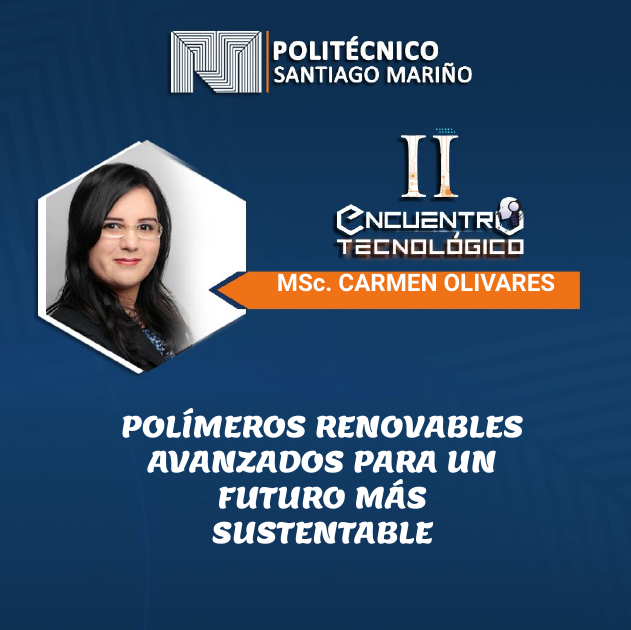 POLITÉCNICO
SANTIAGO MARIÑO
II
ENCUENTRO
TECNOLÓGICO
MSc. CARMEN OLIVARES
POLÍMEROS RENOVABLES
AVANZADOS PARA UN
FUTURO MÁS
SUSTENTABLE